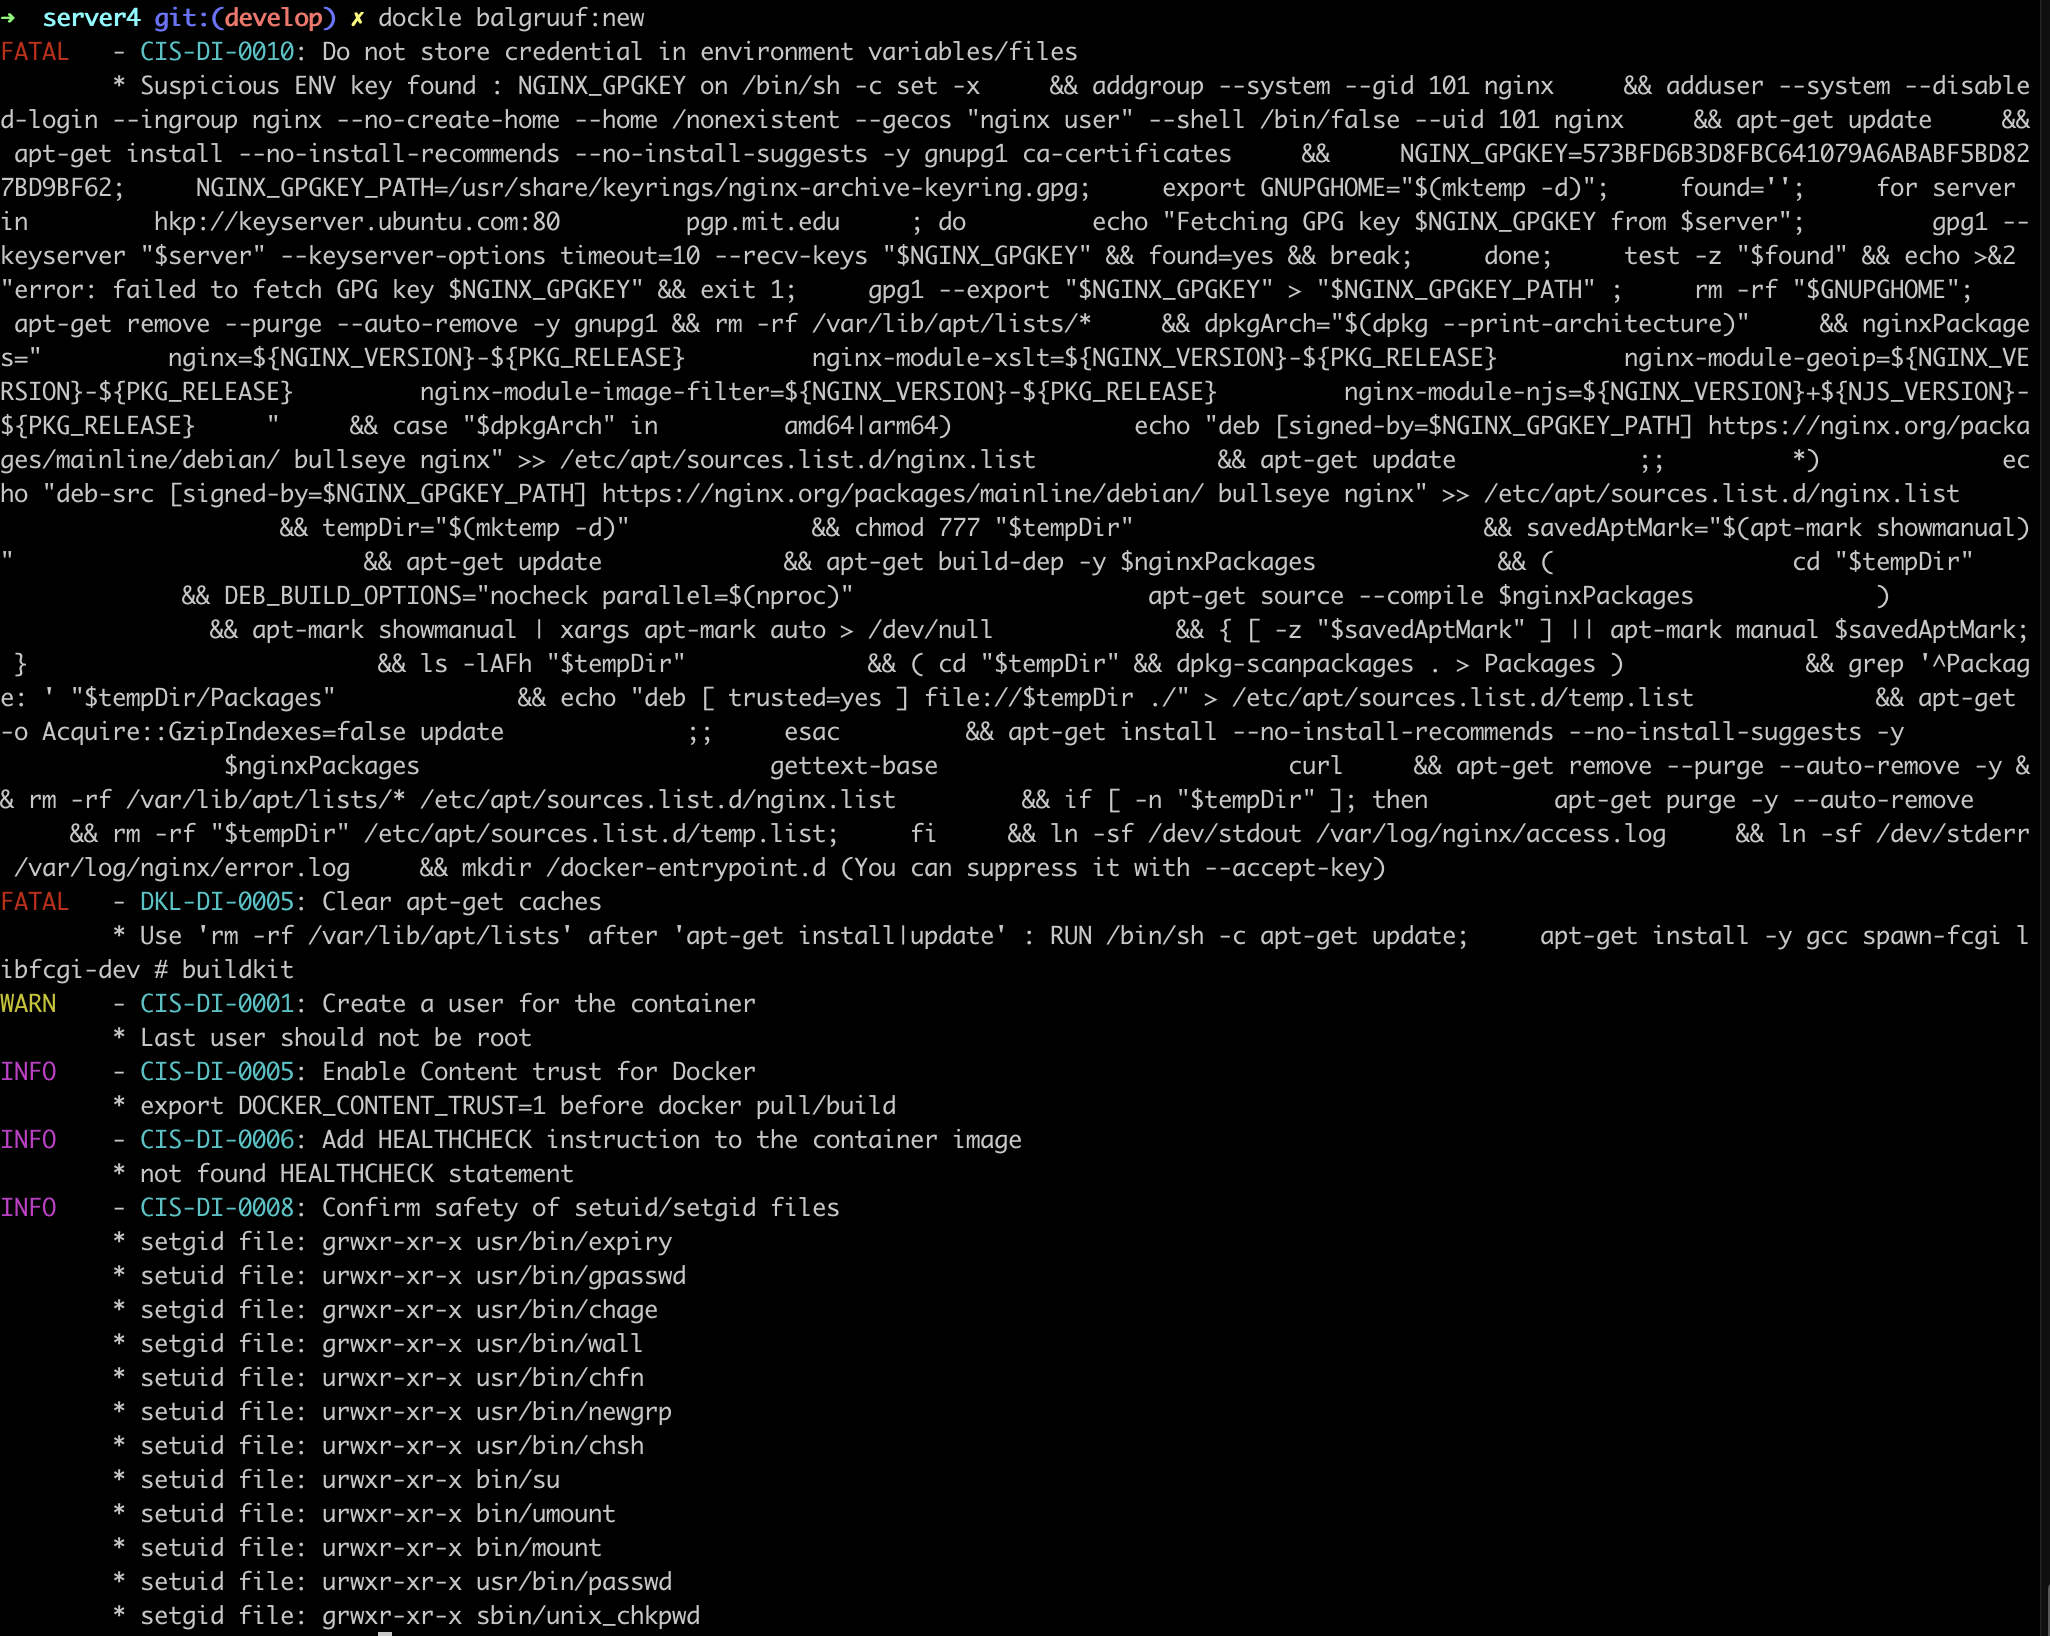 ➜  server4 git:(develop) ✗ dockle balgruuf:new
FATAL   - CIS-DI-0010: Do not store credential in environment variables/files
        * Suspicious ENV key found : NGINX_GPGKEY on /bin/sh -c set -x     && addgroup --system --gid 101 nginx     && adduser --system --disable
d-login --ingroup nginx --no-create-home --home /nonexistent --gecos "nginx user" --shell /bin/false --uid 101 nginx     && apt-get update     &&
 apt-get install --no-install-recommends --no-install-suggests -y gnupg1 ca-certificates     &&     NGINX_GPGKEY=573BFD6B3D8FBC641079A6ABABF5BD82
7BD9BF62;     NGINX_GPGKEY_PATH=/usr/share/keyrings/nginx-archive-keyring.gpg;     export GNUPGHOME="$(mktemp -d)";     found='';     for server
in         hkp://keyserver.ubuntu.com:80         pgp.mit.edu     ; do         echo "Fetching GPG key $NGINX_GPGKEY from $server";         gpg1 --
keyserver "$server" --keyserver-options timeout=10 --recv-keys "$NGINX_GPGKEY" && found=yes && break;     done;     test -z "$found" && echo >&2
"error: failed to fetch GPG key $NGINX_GPGKEY" && exit 1;     gpg1 --export "$NGINX_GPGKEY" > "$NGINX_GPGKEY_PATH" ;     rm -rf "$GNUPGHOME";
 apt-get remove --purge --auto-remove -y gnupg1 && rm -rf /var/lib/apt/lists/*     && dpkgArch="$(dpkg --print-architecture)"     && nginxPackage
s="         nginx=${NGINX_VERSION}-${PKG_RELEASE}         nginx-module-xslt=${NGINX_VERSION}-${PKG_RELEASE}         nginx-module-geoip=${NGINX_VE
RSION}-${PKG_RELEASE}         nginx-module-image-filter=${NGINX_VERSION}-${PKG_RELEASE}         nginx-module-njs=${NGINX_VERSION}+${NJS_VERSION}-
${PKG_RELEASE}     "     && case "$dpkgArch" in         amd64|arm64)             echo "deb [signed-by=$NGINX_GPGKEY_PATH] https://nginx.org/packa
ges/mainline/debian/ bullseye nginx" >> /etc/apt/sources.list.d/nginx.list             && apt-get update             ;;         *)             ec
ho "deb-src [signed-by=$NGINX_GPGKEY_PATH] https://nginx.org/packages/mainline/debian/ bullseye nginx" >> /etc/apt/sources.list.d/nginx.list
                    && tempDir="$(mktemp -d)"             && chmod 777 "$tempDir"                         && savedAptMark="$(apt-mark showmanual)
"                         && apt-get update             && apt-get build-dep -y $nginxPackages             && (                 cd "$tempDir"
             && DEB_BUILD_OPTIONS="nocheck parallel=$(nproc)"                     apt-get source --compile $nginxPackages             )
               && apt-mark showmanual | xargs apt-mark auto > /dev/null             && { [ -z "$savedAptMark" ] || apt-mark manual $savedAptMark;
 }                         && ls -lAFh "$tempDir"             && ( cd "$tempDir" && dpkg-scanpackages . > Packages )             && grep '^Packag
e: ' "$tempDir/Packages"             && echo "deb [ trusted=yes ] file://$tempDir ./" > /etc/apt/sources.list.d/temp.list             && apt-get
-o Acquire::GzipIndexes=false update             ;;     esac         && apt-get install --no-install-recommends --no-install-suggests -y
                $nginxPackages                         gettext-base                         curl     && apt-get remove --purge --auto-remove -y &
& rm -rf /var/lib/apt/lists/* /etc/apt/sources.list.d/nginx.list         && if [ -n "$tempDir" ]; then         apt-get purge -y --auto-remove
     && rm -rf "$tempDir" /etc/apt/sources.list.d/temp.list;     fi     && ln -sf /dev/stdout /var/log/nginx/access.log     && ln -sf /dev/stderr
 /var/log/nginx/error.log     && mkdir /docker-entrypoint.d (You can suppress it with --accept-key)
FATAL   - DKL-DI-0005: Clear apt-get caches
        * Use 'rm -rf /var/lib/apt/lists' after 'apt-get install|update' : RUN /bin/sh -c apt-get update;     apt-get install -y gcc spawn-fcgi l
ibfcgi-dev # buildkit
WARN    - CIS-DI-0001: Create a user for the container
        * Last user should not be root
INFO    - CIS-DI-0005: Enable Content trust for Docker
        * export DOCKER_CONTENT_TRUST=1 before docker pull/build
INFO    - CIS-DI-0006: Add HEALTHCHECK instruction to the container image
        * not found HEALTHCHECK statement
INFO    - CIS-DI-0008: Confirm safety of setuid/setgid files
        * setgid file: grwxr-xr-x usr/bin/expiry
        * setuid file: urwxr-xr-x usr/bin/gpasswd
        * setgid file: grwxr-xr-x usr/bin/chage
        * setgid file: grwxr-xr-x usr/bin/wall
        * setuid file: urwxr-xr-x usr/bin/chfn
        * setuid file: urwxr-xr-x usr/bin/newgrp
        * setuid file: urwxr-xr-x usr/bin/chsh
        * setuid file: urwxr-xr-x bin/su
        * setuid file: urwxr-xr-x bin/umount
        * setuid file: urwxr-xr-x bin/mount
        * setuid file: urwxr-xr-x usr/bin/passwd
        * setgid file: grwxr-xr-x sbin/unix_chkpwd